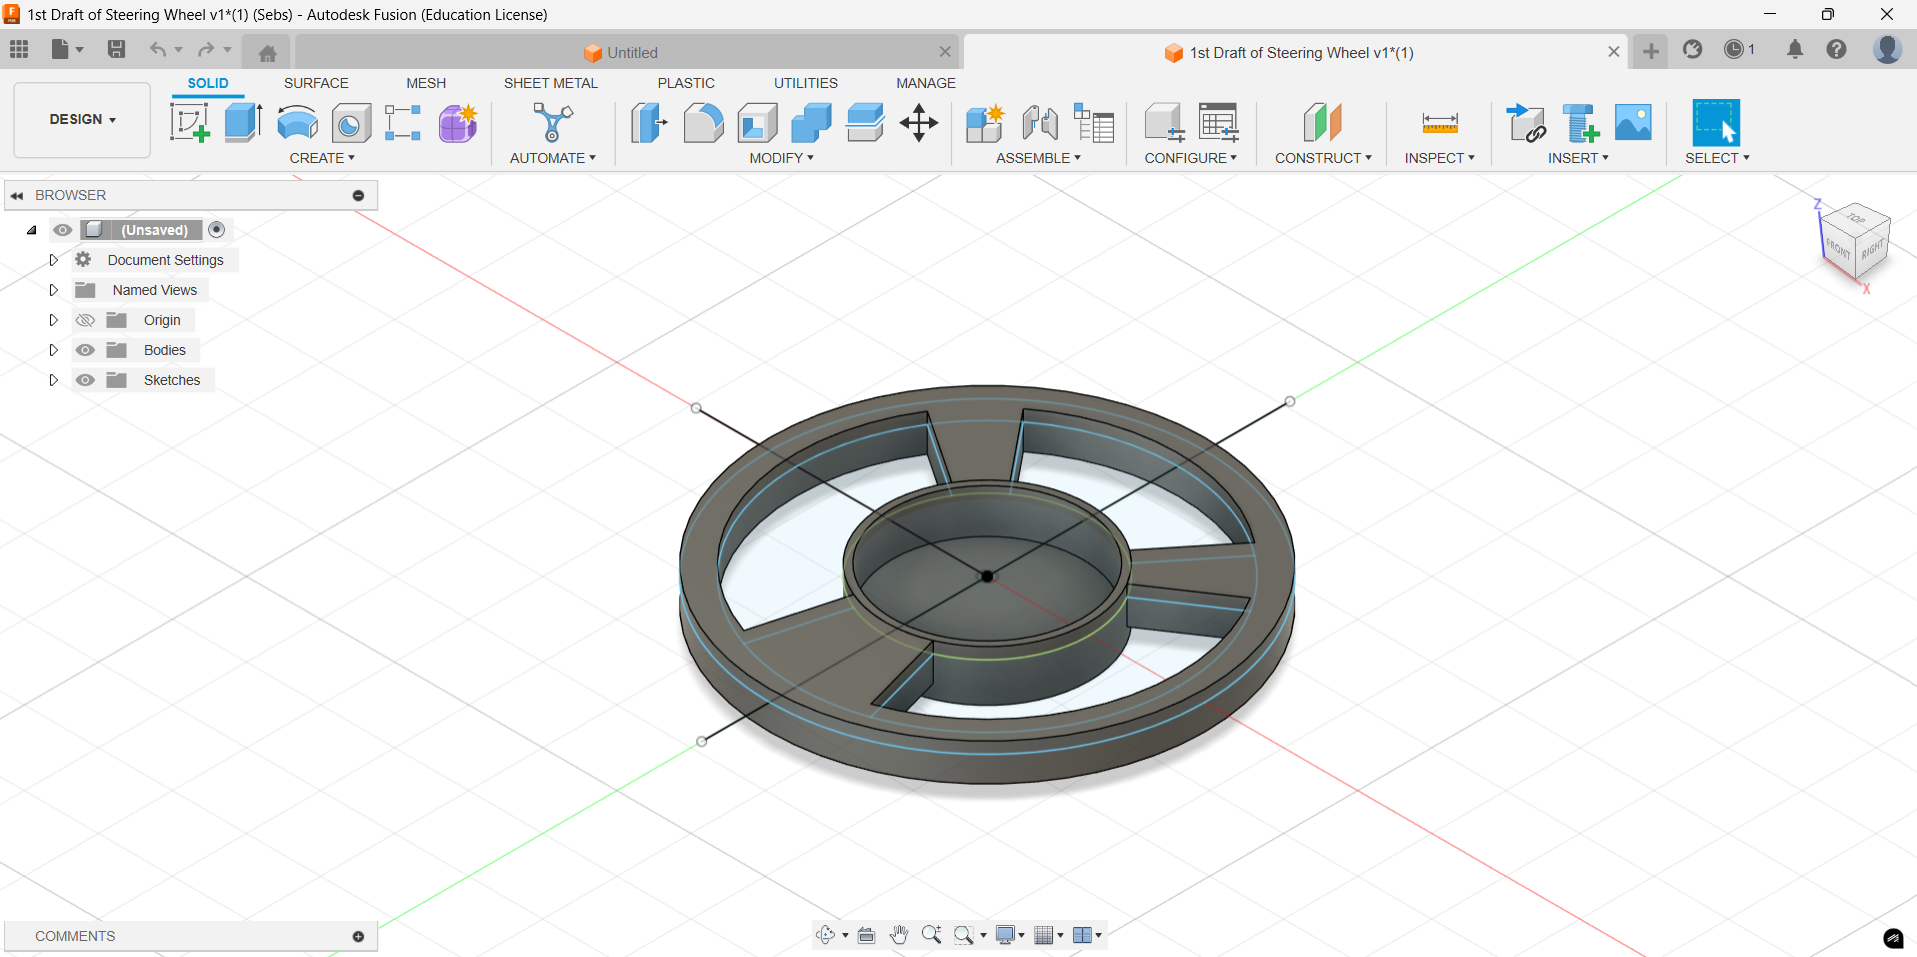 1st Draft of Steering Wheel v1*(1) (Sebs) - Autodesk Fusion (Education License)
Untitled
1st Draft of Steering Wheel v1*(1)
1
SOLID SURFACE MESH SHEET METAL PLASTIC UTILITIES MANAGE
DESIGN
CREATE AUTOMATE MODIFY ASSEMBLE CONFIGURE CONSTRUCT INSPECT INSERT SELECT
BROWSER
(Unsaved)
Document Settings
Named Views
Origin
Bodies
Sketches
Z
TOP
FRONT RIGHT
X
COMMENTS